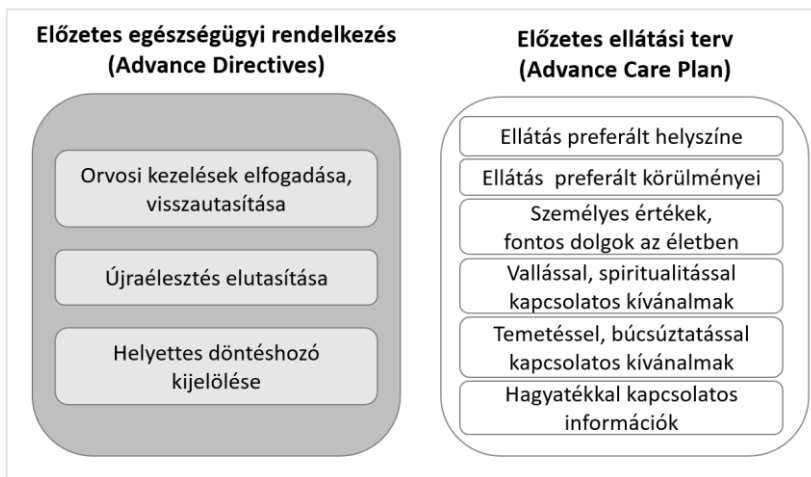 Előzetes egészségügyi rendelkezés
(Advance Directives)
Orvosi kezelések elfogadása,
visszautasítása
Újraélesztés elutasítása
Helyettes döntéshozó
kijelölése
Előzetes ellátási terv
(Advance Care Plan)
Ellátás preferált helyszíne
Ellátás preferált körülményei
Személyes értékek,
fontos dolgok az életben
Vallással, spiritualitással
kapcsolatos kívánalmak
Temetéssel, búcsúztatással
kapcsolatos kívánalmak
Hagyatékkal kapcsolatos
információk